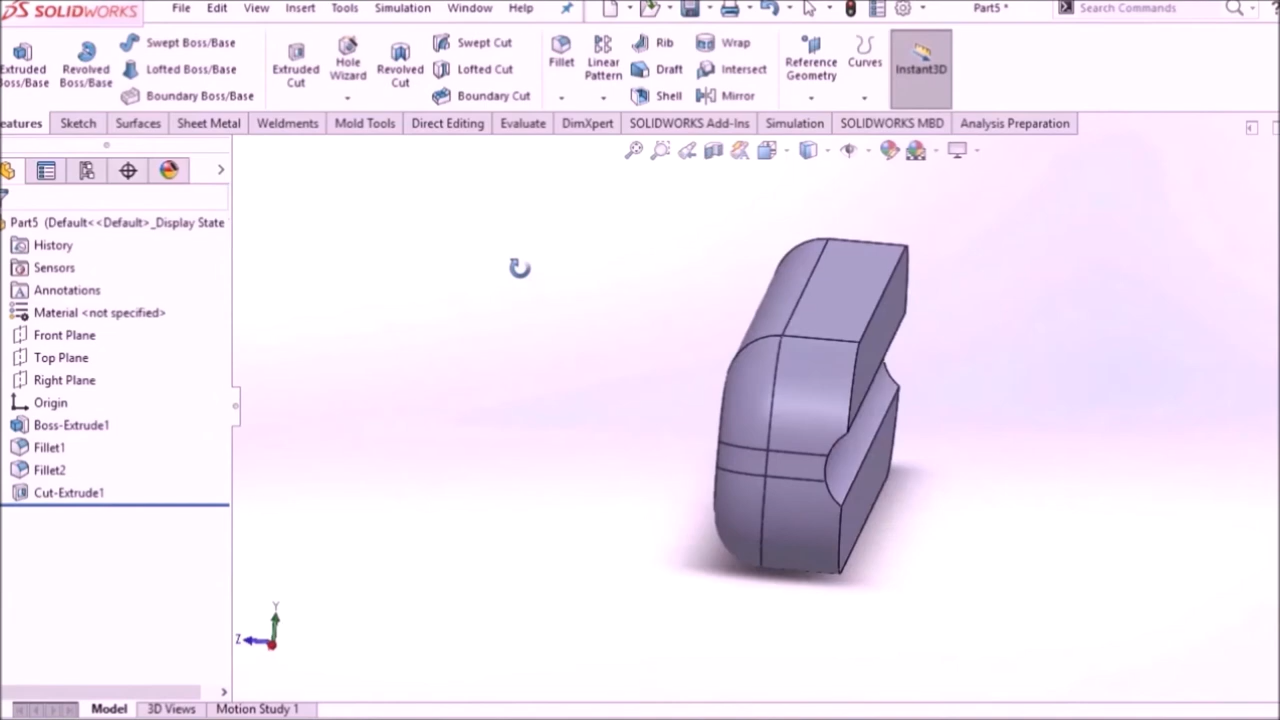 SOLIDWORKS File Edit View Insert Tools Simulation Window Help Part5 * Search Commands
Extruded Boss/Base
Revolved Boss/Base
Swept Boss/Base
Lofted Boss/Base
Boundary Boss/Base
Extruded Cut
Hole Wizard
Revolved Cut
Swept Cut
Lofted Cut
Boundary Cut
Fillet
Linear Pattern
Rib
Draft
Shell
Wrap
Intersect
Mirror
Reference Geometry
Curves
Instant3D
eatures Sketch Surfaces Sheet Metal Weldments Mold Tools Direct Editing Evaluate DimXpert SOLIDWORKS Add-Ins Simulation SOLIDWORKS MBD Analysis Preparation
Part5 (Default<<Default>_Display State
History
Sensors
Annotations
Material <not specified>
Front Plane
Top Plane
Right Plane
Origin
Boss-Extrude1
Fillet1
Fillet2
Cut-Extrude1
Y
Z
Model 3D Views Motion Study 1